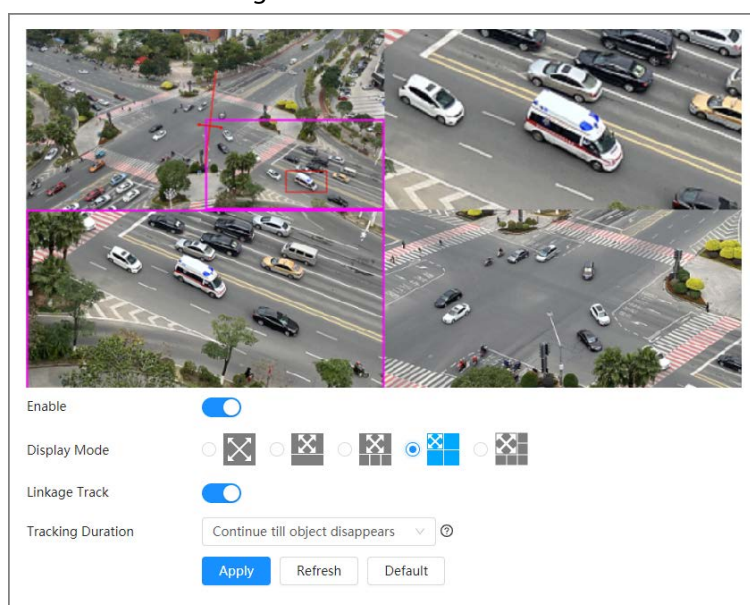 Enable
Display Mode
Linkage Track
Tracking Duration
Continue till object disappears
Apply
Refresh
Default